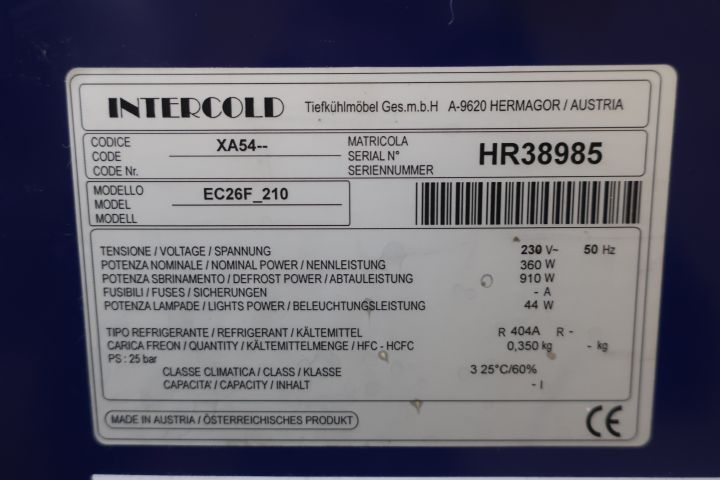 INTERCOLD Tiefkühlmöbel Ges.m.b.H A-9620 HERMAGOR / AUSTRIA
CODICE
CODE XA54--
CODE Nr.
MATRICOLA
SERIAL N° HR38985
SERIENNUMMER
MODELLO
MODEL EC26F_210
MODELL
TENSIONE / VOLTAGE / SPANNUNG 230 V~ 50 Hz
POTENZA NOMINALE / NOMINAL POWER / NENNLEISTUNG 360 W
POTENZA SBRINAMENTO / DEFROST POWER / ABTAULEISTUNG 910 W
FUSIBILI / FUSES / SICHERUNGEN - A
POTENZA LAMPADE / LIGHTS POWER / BELEUCHTUNGSLEISTUNG 44 W
TIPO REFRIGERANTE / REFRIGERANT / KÄLTEMITTEL R 404A R -
CARICA FREON / QUANTITY / KÄLTEMITTELMENGE / HFC - HCFC 0,350 kg - kg
PS : 25 bar
CLASSE CLIMATICA / CLASS / KLASSE 3 25°C/60%
CAPACITA' / CAPACITY / INHALT - l
MADE IN AUSTRIA / ÖSTERREICHISCHES PRODUKT
CE